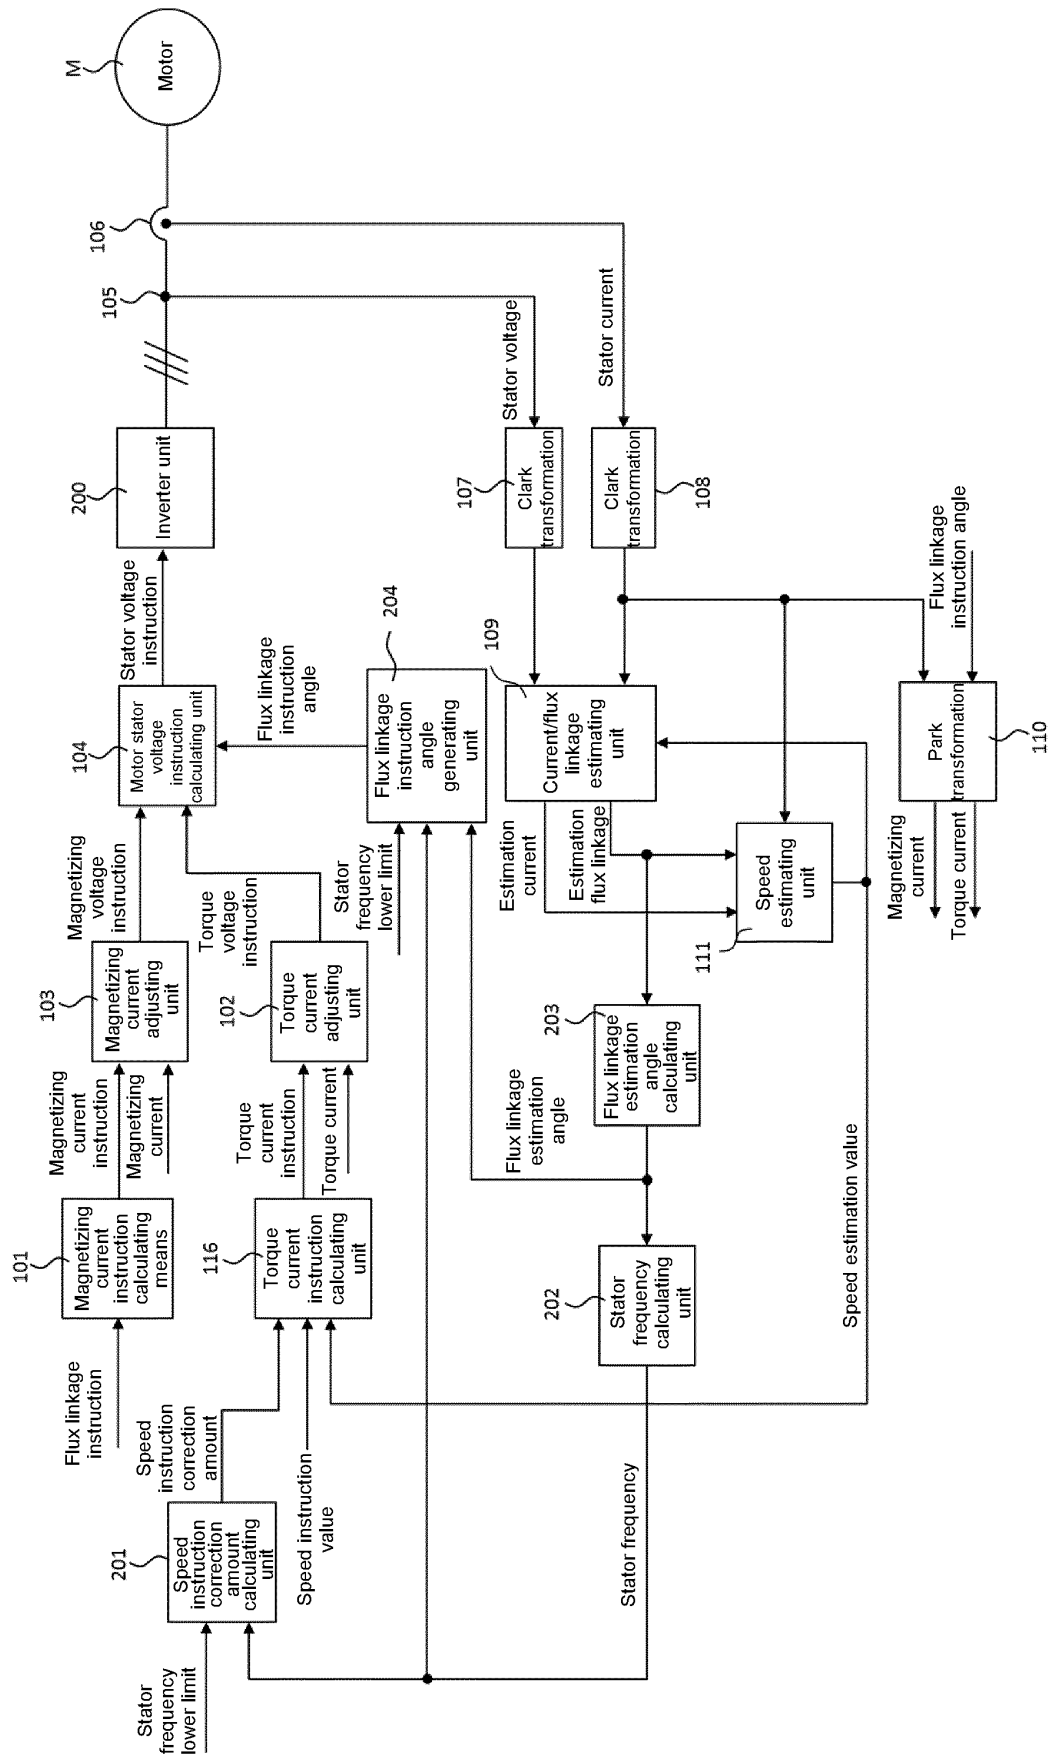 Stator
frequency
lower limit
201
Speed
instruction
correction
amount
calculating
unit
Speed
instruction
correction
amount
Speed instruction
value
Flux linkage
instruction
101
Magnetizing
current
instruction
calculating
means
116
Torque
current
instruction
calculating
unit
Magnetizing
current
instruction
Magnetizing
current
Torque
current
instruction
Torque current
103
Magnetizing
current
adjusting
unit
102
Torque
current
adjusting
unit
Magnetizing
voltage
instruction
Torque
voltage
instruction
104
Motor stator
voltage
instruction
calculating unit
Stator voltage
instruction
200
Inverter unit
105
106
M
Motor
Stator
frequency
lower limit
Flux linkage
instruction
angle
204
Flux linkage
instruction
angle
generating
unit
Stator voltage
Stator current
107
Clark
transformation
Clark
transformation
108
109
Current/flux
linkage
estimating
unit
Estimation
current
Estimation
flux linkage
111
Speed
estimating
unit
203
Flux linkage
estimation
angle
calculating
unit
Flux linkage
estimation
angle
202
Stator
frequency
calculating
unit
Stator frequency
Speed estimation value
Flux linkage
instruction angle
Park
transformation
110
Magnetizing
current
Torque current